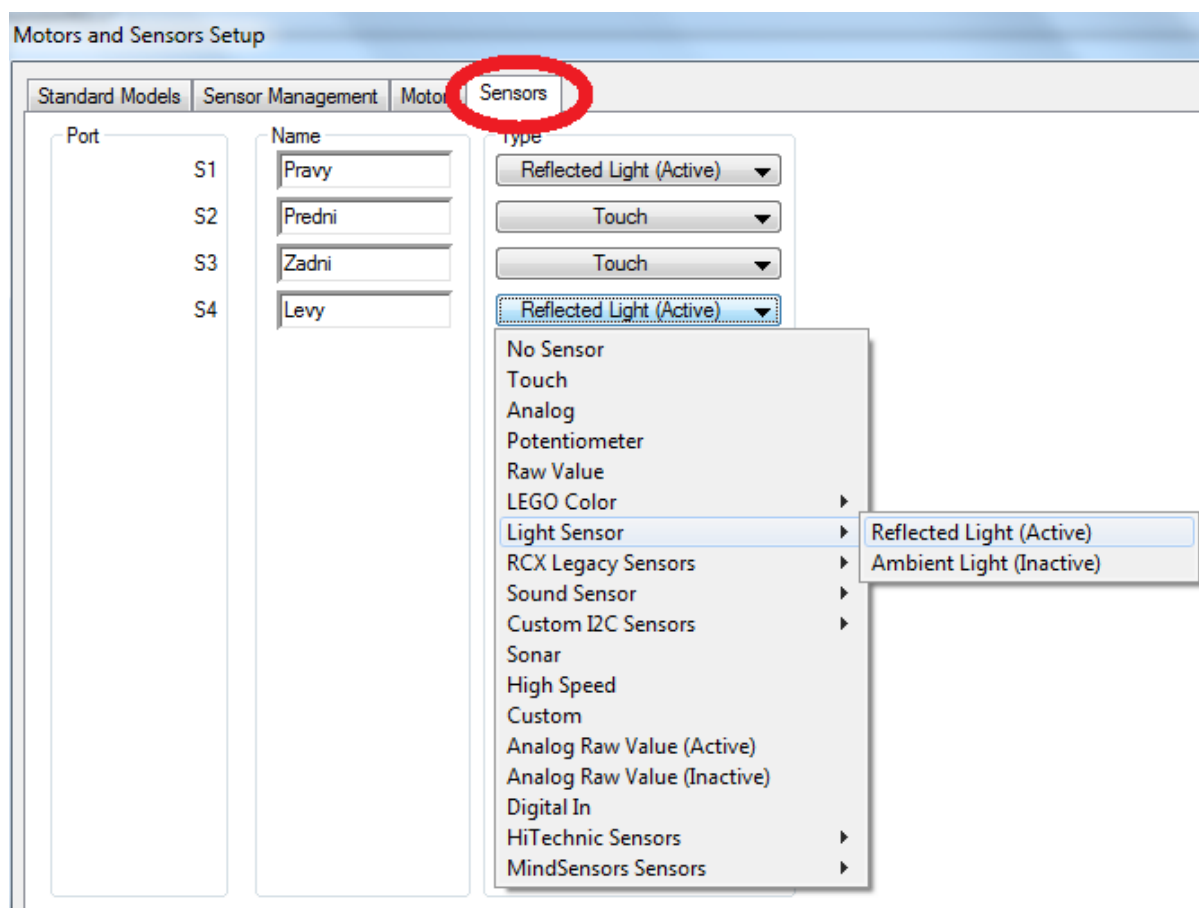 Motors and Sensors Setup
Standard Models Sensor Management Motor Sensors
Port Name Type
S1 Pravy Reflected Light (Active)
S2 Predni Touch
S3 Zadni Touch
S4 Levy Reflected Light (Active)
No Sensor
Touch
Analog
Potentiometer
Raw Value
LEGO Color
Light Sensor Reflected Light (Active)
RCX Legacy Sensors Ambient Light (Inactive)
Sound Sensor
Custom I2C Sensors
Sonar
High Speed
Custom
Analog Raw Value (Active)
Analog Raw Value (Inactive)
Digital In
HiTechnic Sensors
MindSensors Sensors